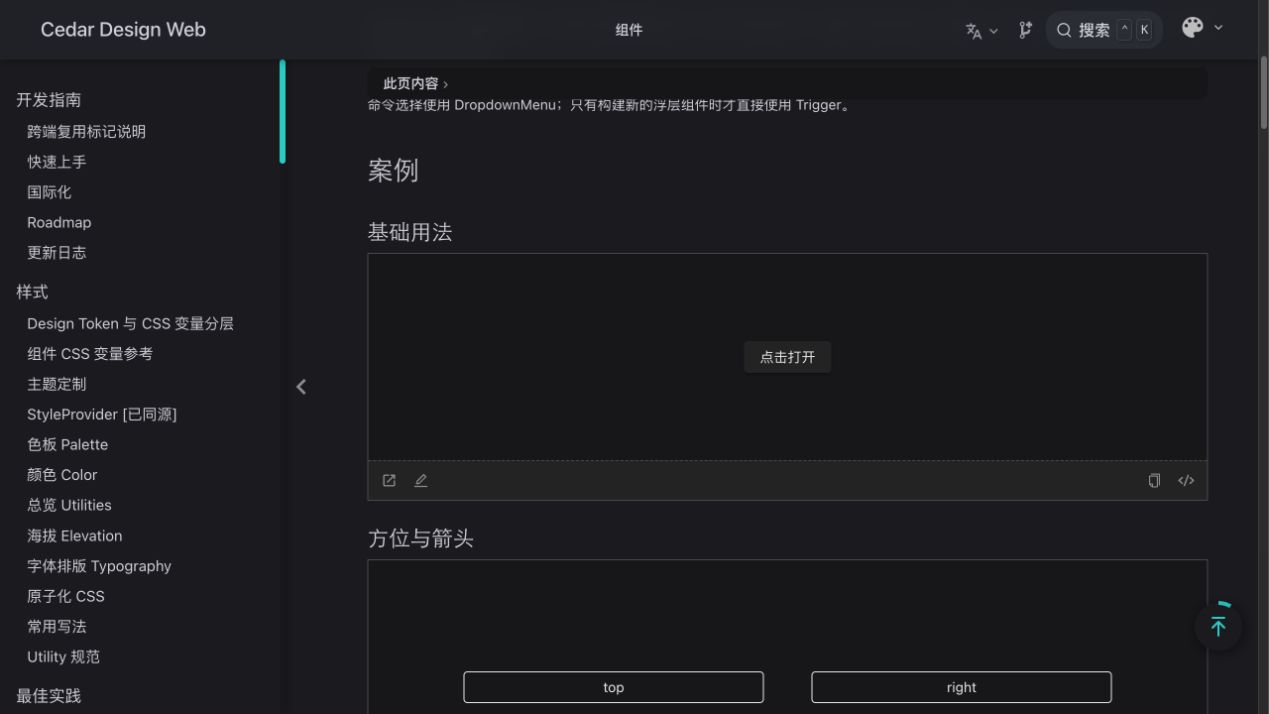 Cedar Design Web
组件
搜索 ^ K
开发指南
跨端复用标记说明
快速上手
国际化
Roadmap
更新日志
样式
Design Token 与 CSS 变量分层
组件 CSS 变量参考
主题定制
StyleProvider [已同源]
色板 Palette
颜色 Color
总览 Utilities
海拔 Elevation
字体排版 Typography
原子化 CSS
常用写法
Utility 规范
最佳实践
此页内容 ›
命令选择使用 DropdownMenu；只有构建新的浮层组件时才直接使用 Trigger。
案例
基础用法
点击打开
方位与箭头
top
right